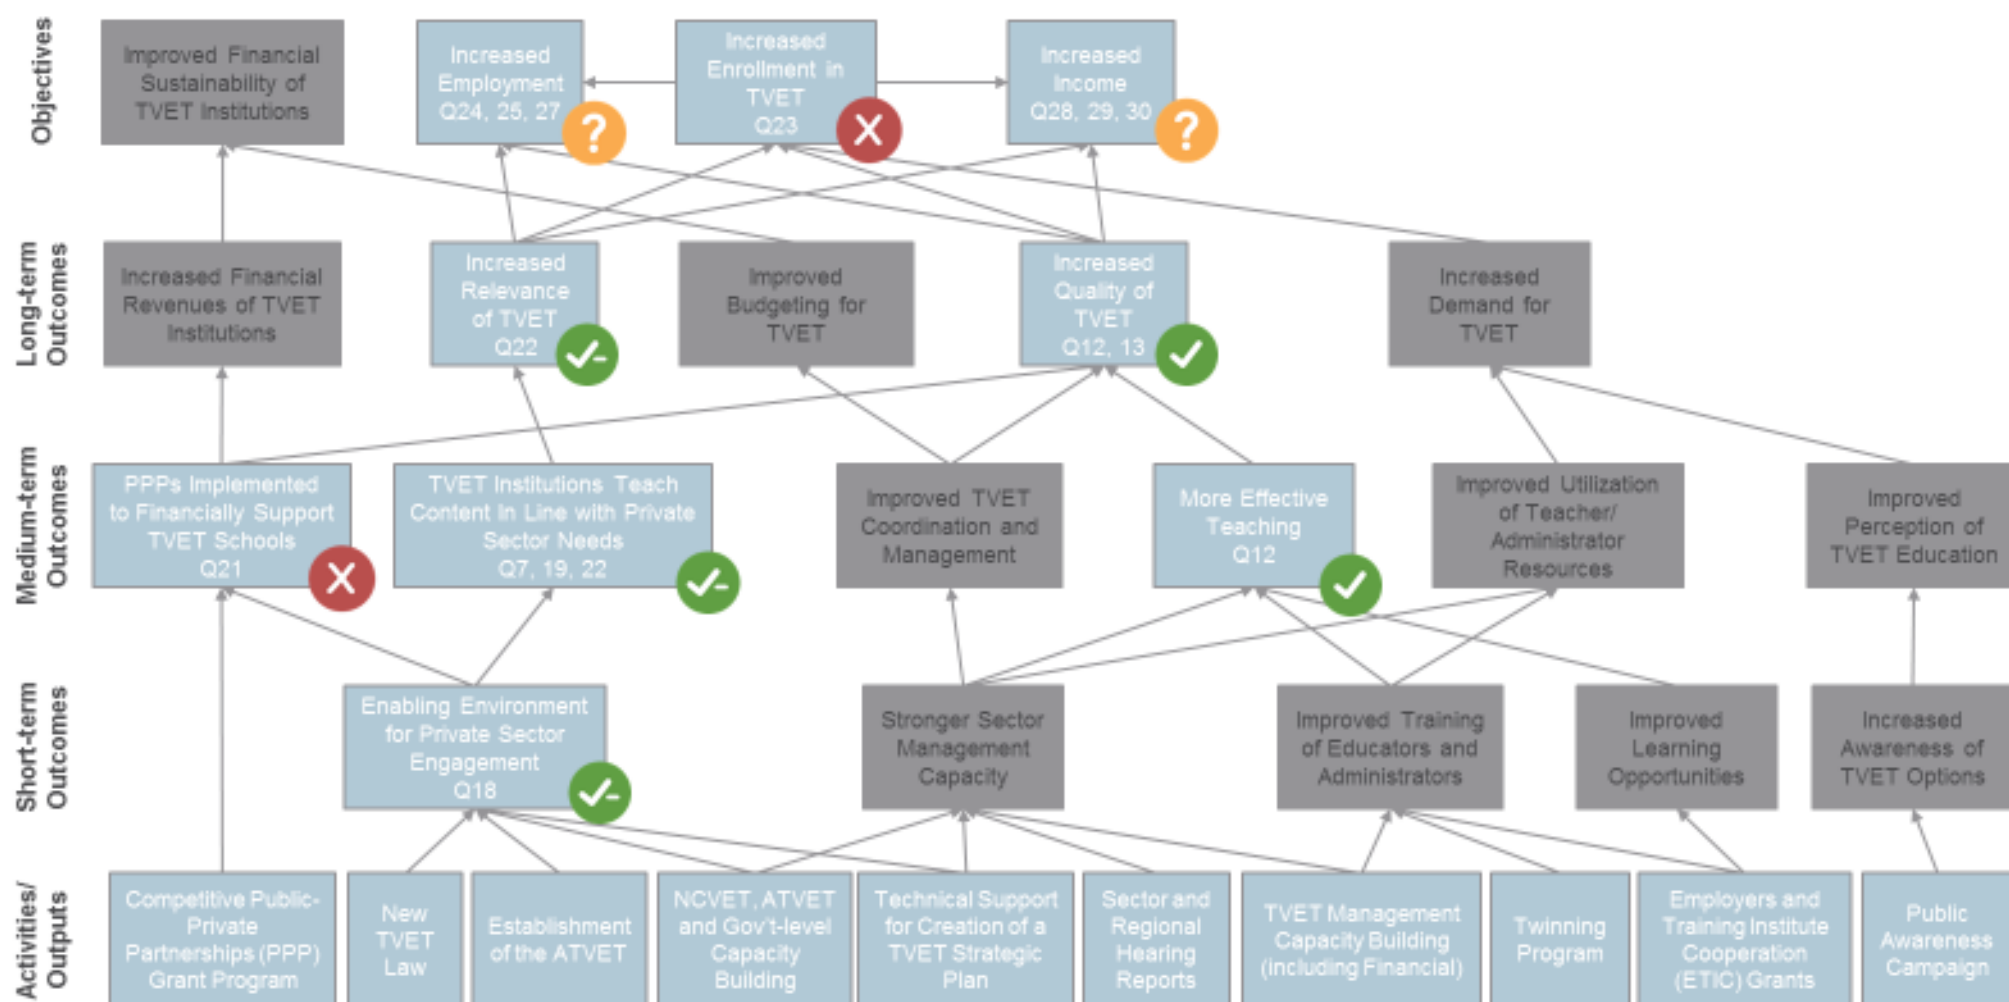 Objectives
Improved Financial
Sustainability of
TVET Institutions
Increased
Employment
Q24, 25, 27
?
Increased
Enrollment in
TVET
Q23
Increased
Income
Q28, 29, 30
?
Long-term
Outcomes
Increased Financial
Revenues of TVET
Institutions
Increased
Relevance
of TVET
Q22
Improved
Budgeting for
TVET
Increased
Quality of
TVET
Q12, 13
Increased
Demand for
TVET
Medium-term
Outcomes
PPPs Implemented
to Financially Support
TVET Schools
Q21
TVET Institutions Teach
Content In Line with Private
Sector Needs
Q7, 19, 22
Improved TVET
Coordination and
Management
More Effective
Teaching
Q12
Improved Utilization
of Teacher/
Administrator
Resources
Improved
Perception of
TVET Education
Short-term
Outcomes
Enabling Environment
for Private Sector
Engagement
Q18
Stronger Sector
Management
Capacity
Improved Training
of Educators and
Administrators
Improved
Learning
Opportunities
Increased
Awareness of
TVET Options
Activities/
Outputs
Competitive Public-
Private
Partnerships (PPP)
Grant Program
New
TVET
Law
Establishment
of the ATVET
NCVET, ATVET
and Gov't-level
Capacity
Building
Technical Support
for Creation of a
TVET Strategic
Plan
Sector and
Regional
Hearing
Reports
TVET Management
Capacity Building
(including Financial)
Twinning
Program
Employers and
Training Institute
Cooperation
(ETIC) Grants
Public
Awareness
Campaign